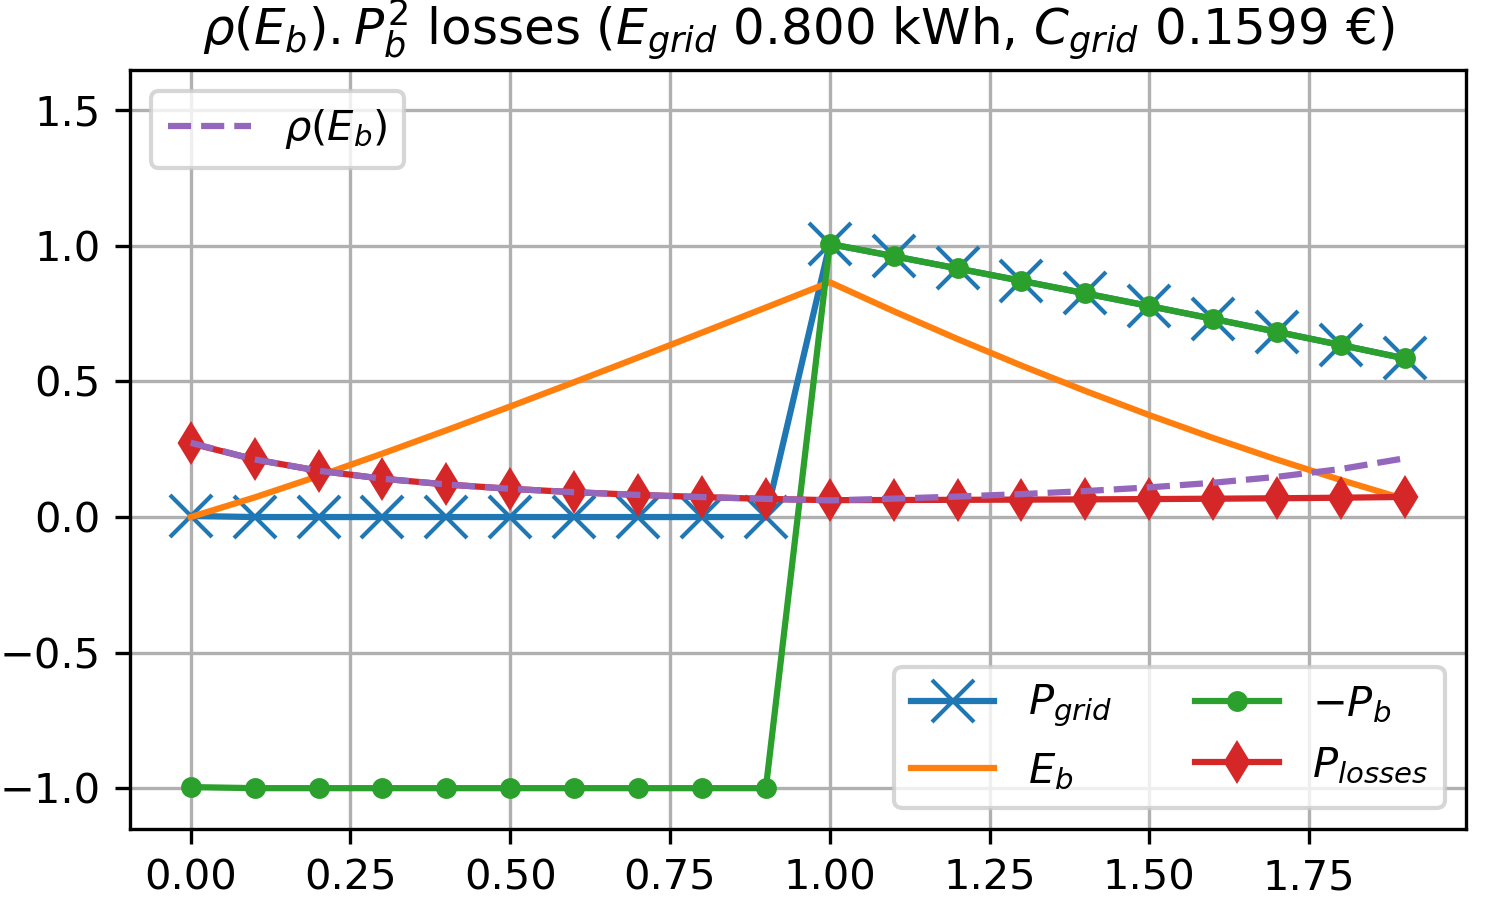 ρ(E_b). P_b^2 losses (E_grid 0.800 kWh, C_grid 0.1599 €)
ρ(E_b)
1.5
1.0
0.5
0.0
−0.5
−1.0
P_grid
E_b
−P_b
P_losses
0.00 0.25 0.50 0.75 1.00 1.25 1.50 1.75